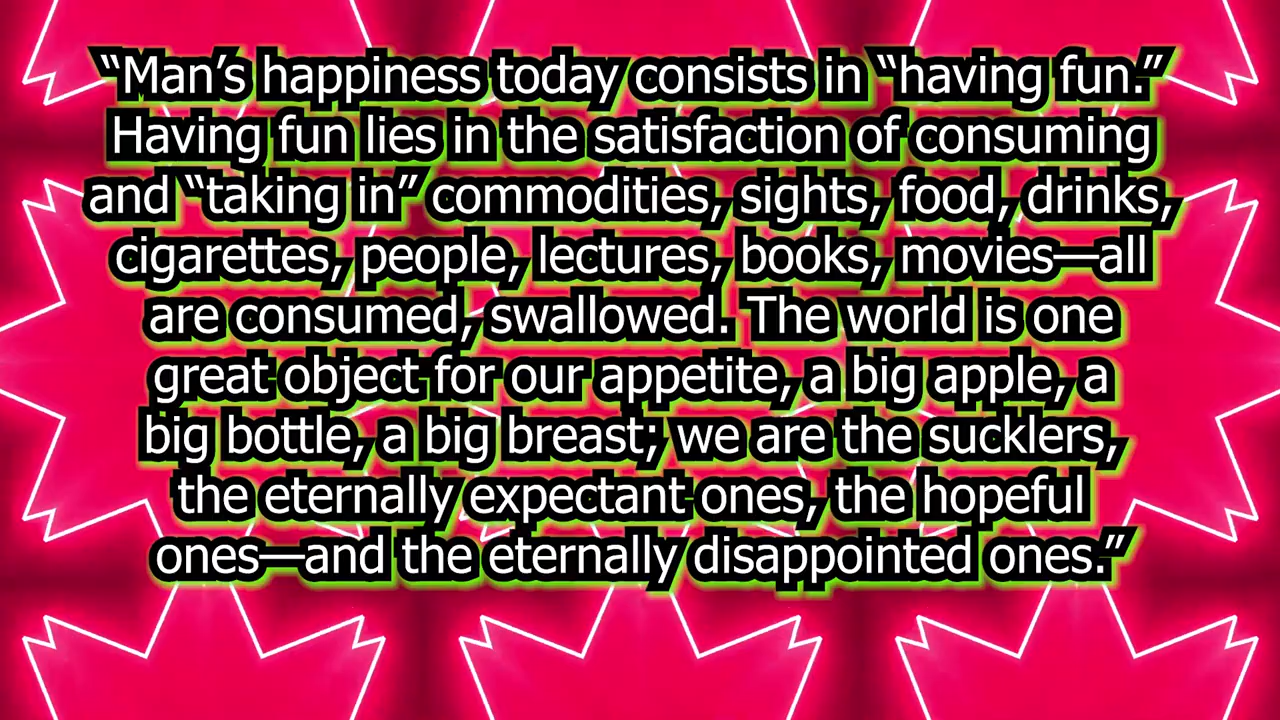 “Man’s happiness today consists in “having fun.”
Having fun lies in the satisfaction of consuming
and “taking in” commodities, sights, food, drinks,
cigarettes, people, lectures, books, movies—all
are consumed, swallowed. The world is one
great object for our appetite, a big apple, a
big bottle, a big breast; we are the sucklers,
the eternally expectant ones, the hopeful
ones—and the eternally disappointed ones.”